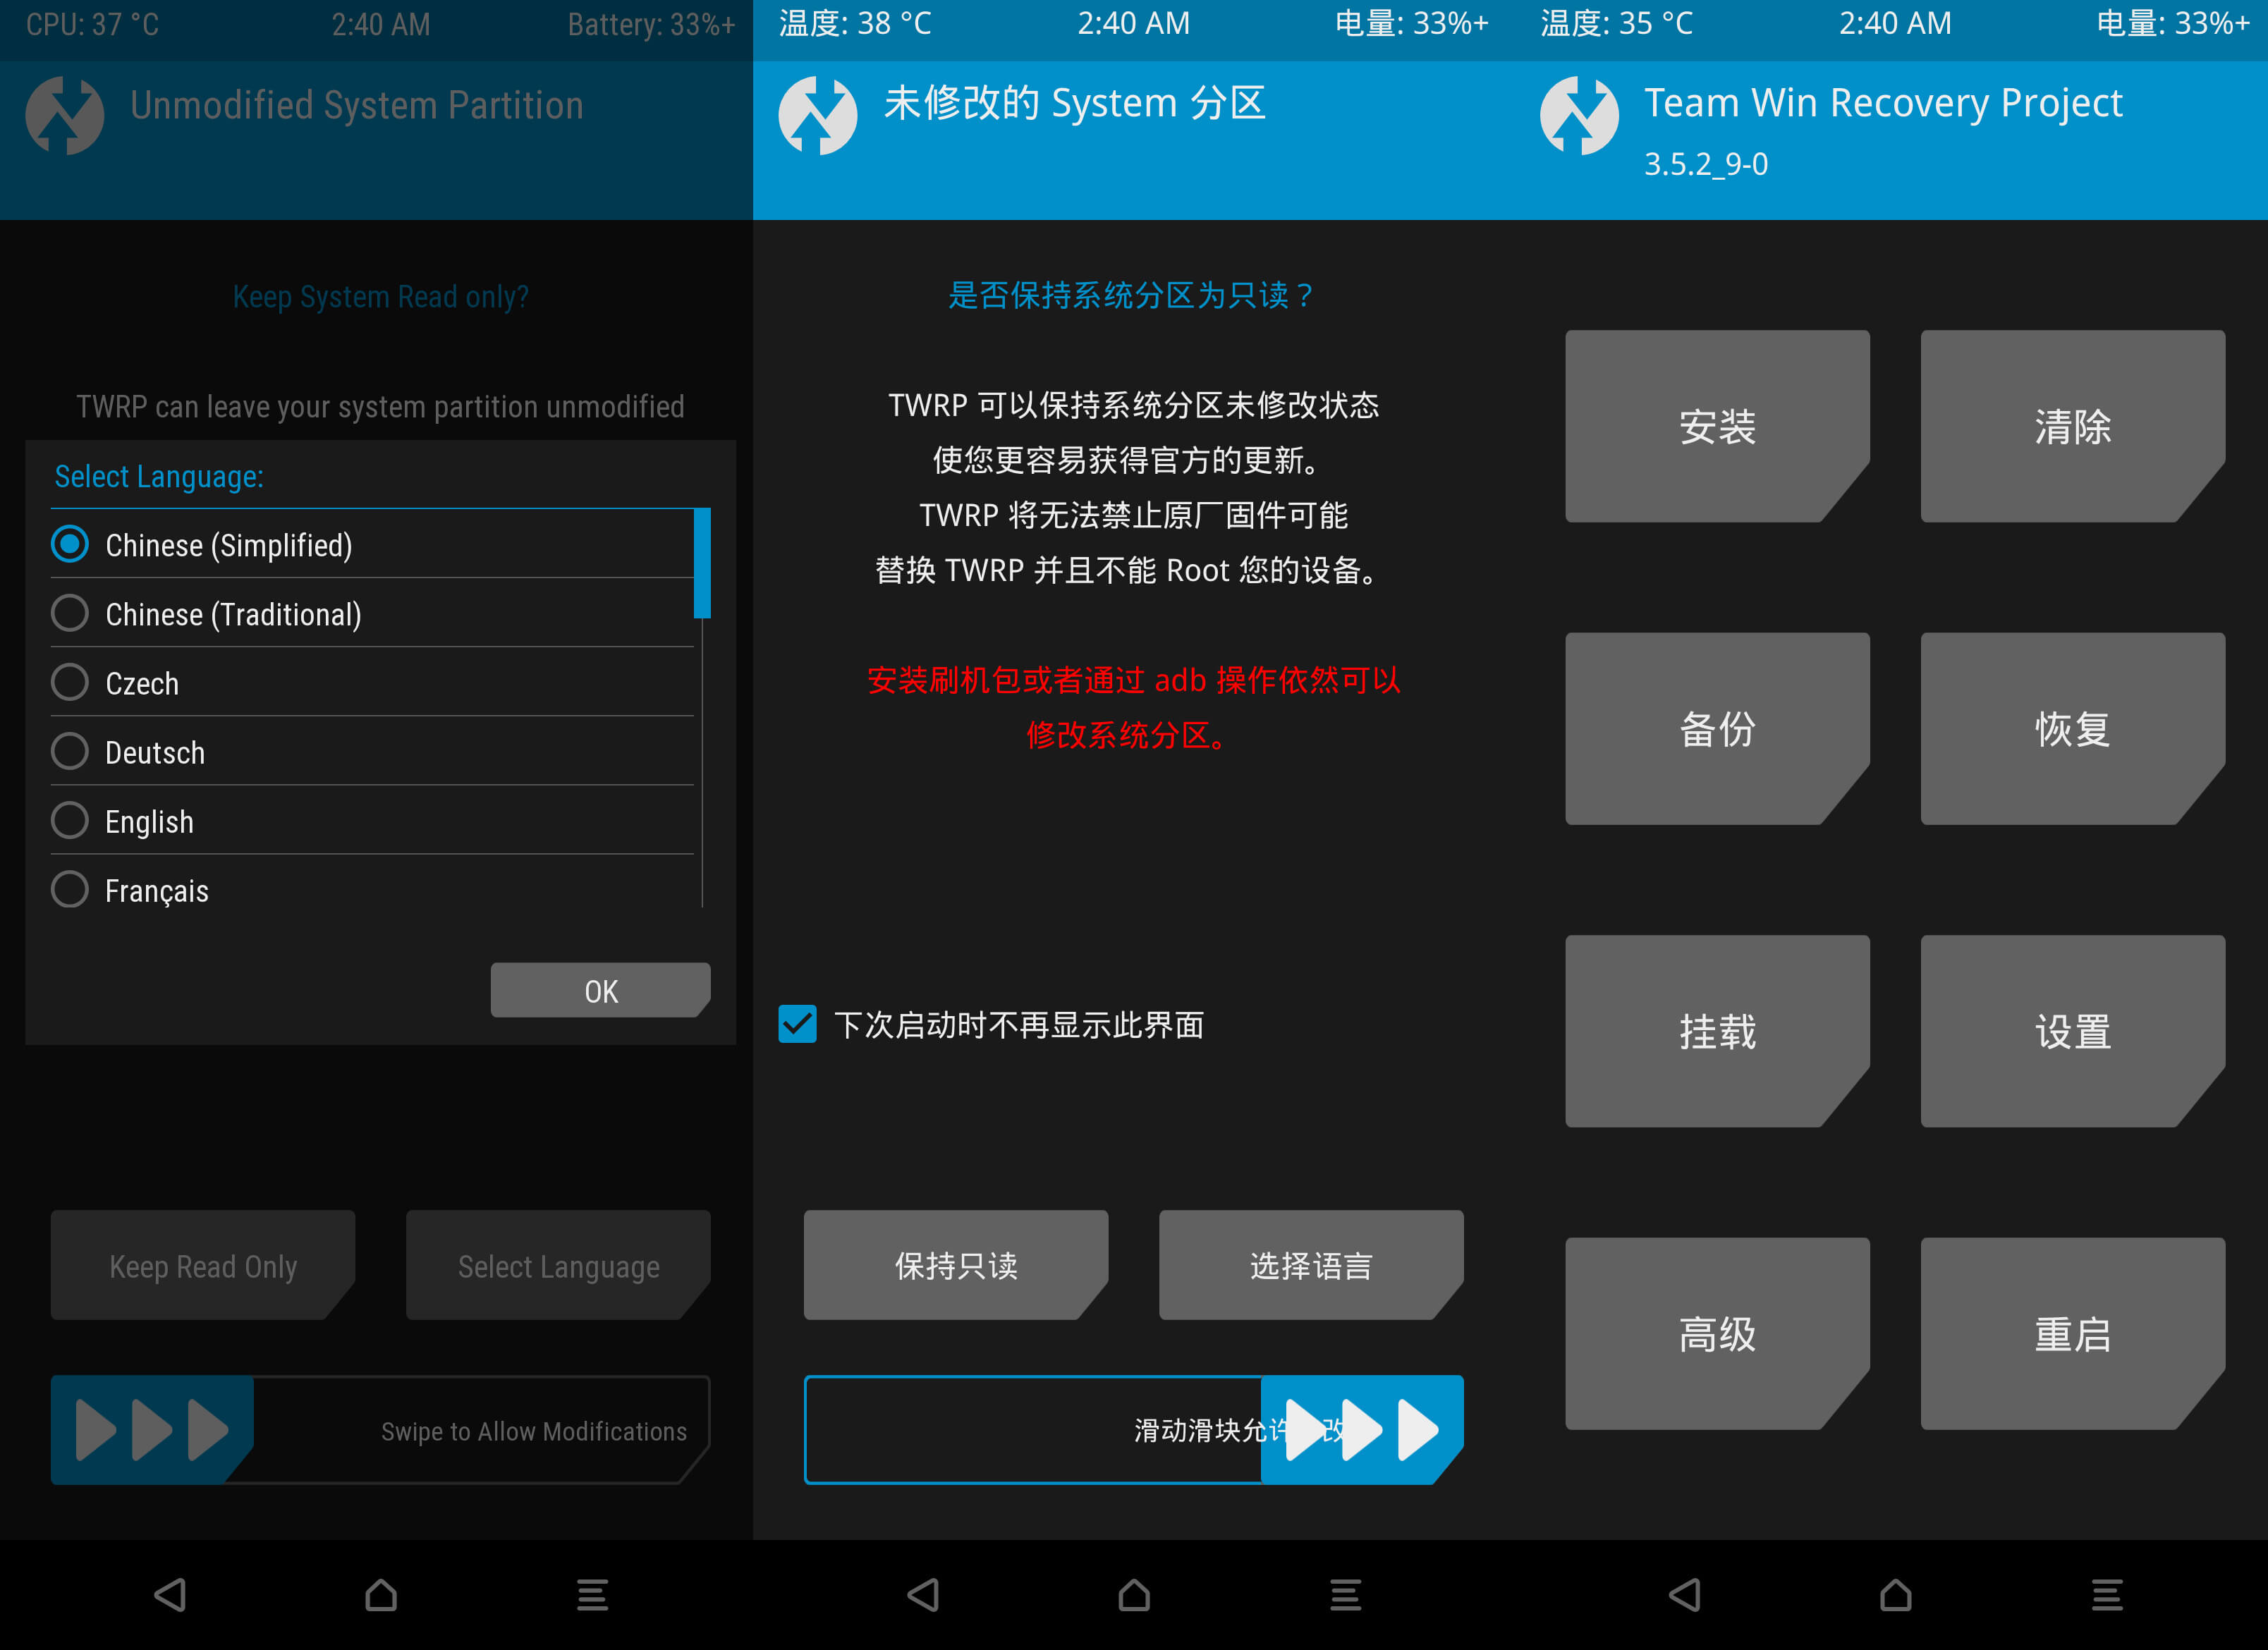 CPU: 37 °C 2:40 AM Battery: 33%+
Unmodified System Partition
Keep System Read only?
TWRP can leave your system partition unmodified
Select Language:
Chinese (Simplified)
Chinese (Traditional)
Czech
Deutsch
English
Français
OK
Keep Read Only
Select Language
Swipe to Allow Modifications
温度: 38 °C 2:40 AM 电量: 33%+
未修改的 System 分区
是否保持系统分区为只读？
TWRP 可以保持系统分区未修改状态
使您更容易获得官方的更新。
TWRP 将无法禁止原厂固件可能
替换 TWRP 并且不能 Root 您的设备。
安装刷机包或者通过 adb 操作依然可以
修改系统分区。
下次启动时不再显示此界面
保持只读
选择语言
滑动滑块允许 改
温度: 35 °C 2:40 AM 电量: 33%+
Team Win Recovery Project
3.5.2_9-0
安装
清除
备份
恢复
挂载
设置
高级
重启